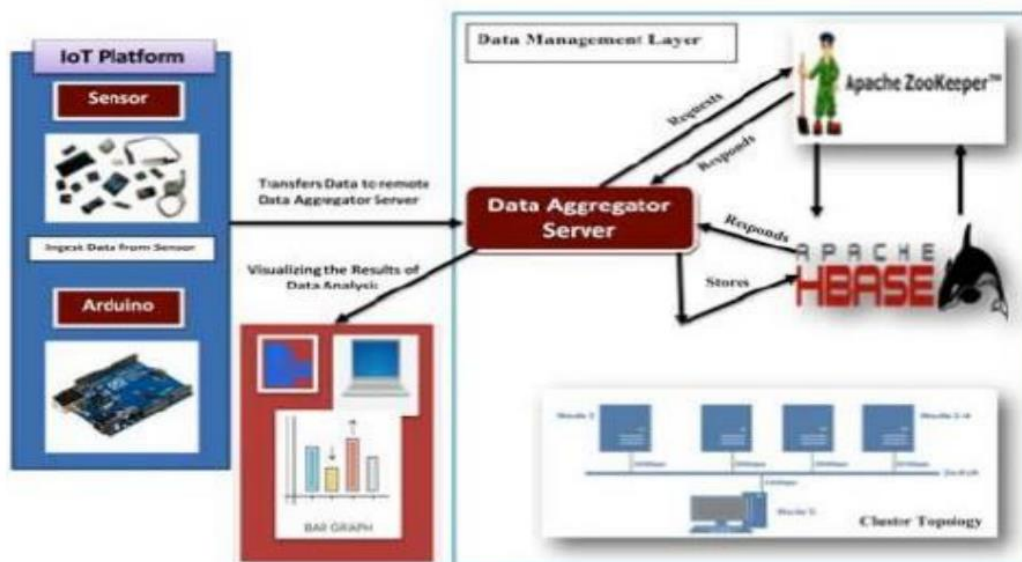 IoT Platform
Sensor
Ingest Data from Sensor
Arduino
Transfers Data to remote
Data Aggregator Server
Visualizing the Results of
Data Analysis
BAR GRAPH
Data Management Layer
Requests
Responds
Apache ZooKeeper™
Data Aggregator
Server
Responds
Stores
APACHE
HBASE
Cluster Topology